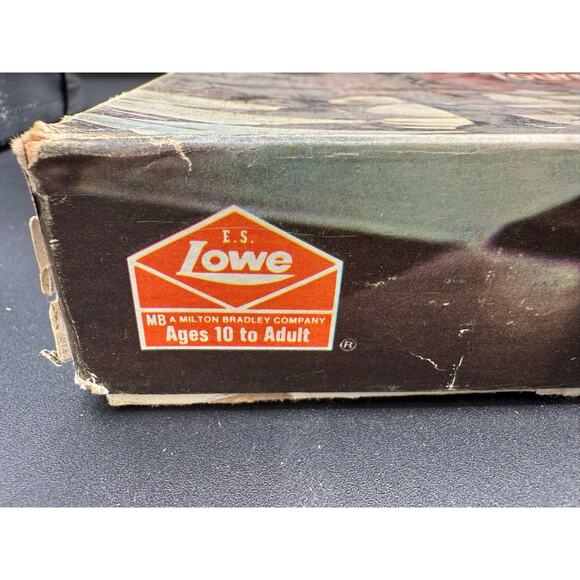 E.S.
Lowe
MB A MILTON BRADLEY COMPANY
Ages 10 to Adult
®